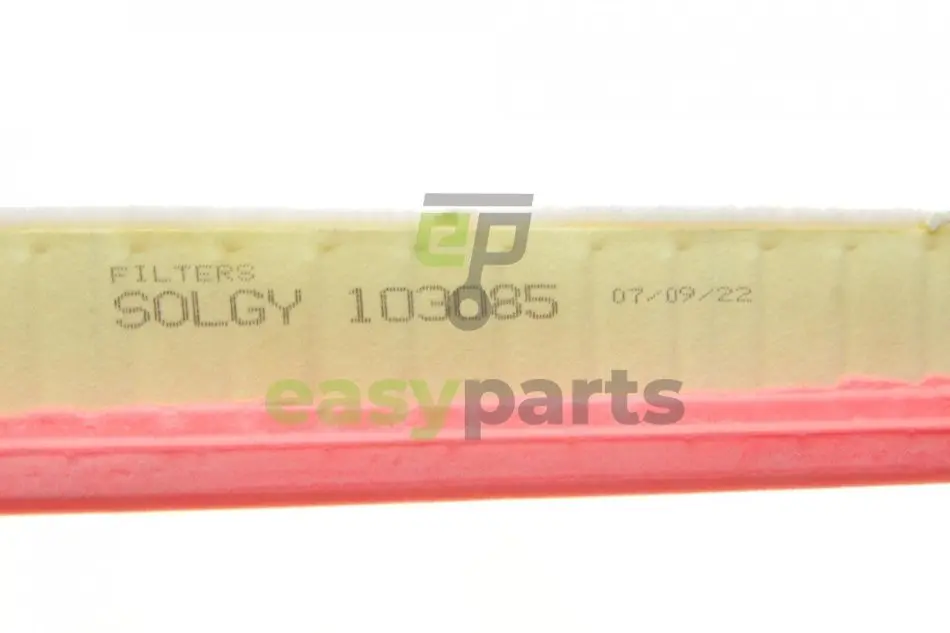 ep
FILTERS
SOLGY 103085 07/09/22
easyparts